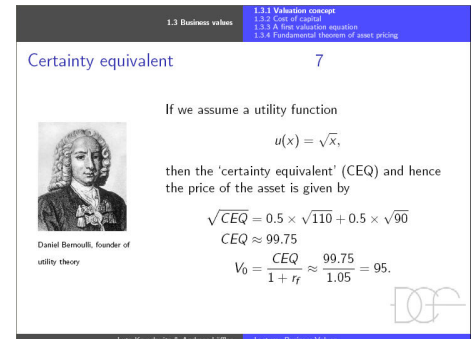 1.3 Business values
1.3.1 Valuation concept
1.3.2 Cost of capital
1.3.3 A first valuation equation
1.3.4 Fundamental theorem of asset pricing
Certainty equivalent 7
If we assume a utility function
u(x) = √x,
then the ‘certainty equivalent’ (CEQ) and hence
the price of the asset is given by
√CEQ = 0.5 × √110 + 0.5 × √90
CEQ ≈ 99.75
V₀ = CEQ / (1 + r_f) ≈ 99.75 / 1.05 = 95.
Daniel Bernoulli, founder of
utility theory
DCF